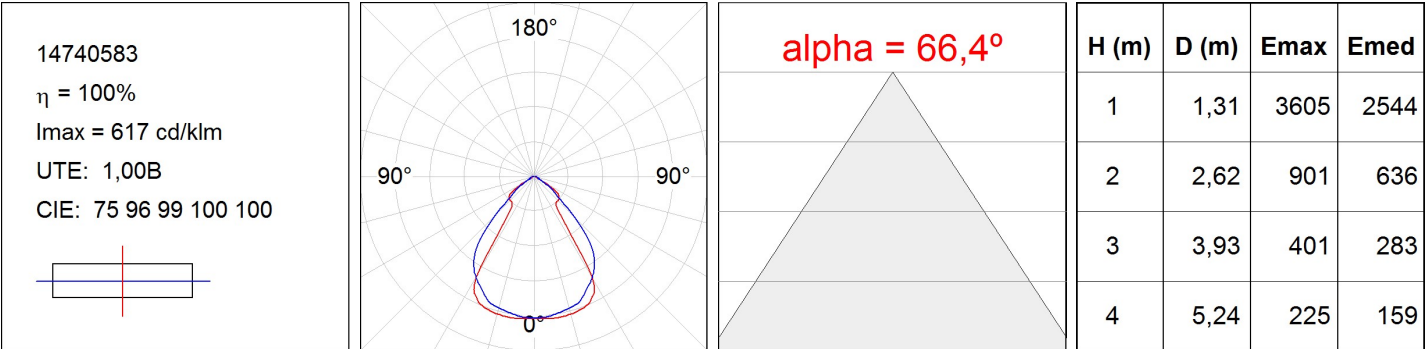 14740583
η = 100%
Imax = 617 cd/klm
UTE: 1,00B
CIE: 75 96 99 100 100
180°
90° 90°
0°
alpha = 66,4º
H (m) D (m) Emax Emed
1 1,31 3605 2544
2 2,62 901 636
3 3,93 401 283
4 5,24 225 159